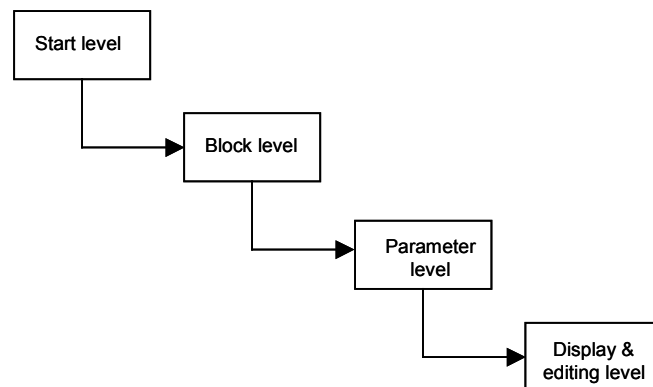 Start level
Block level
Parameter
level
Display &
editing level